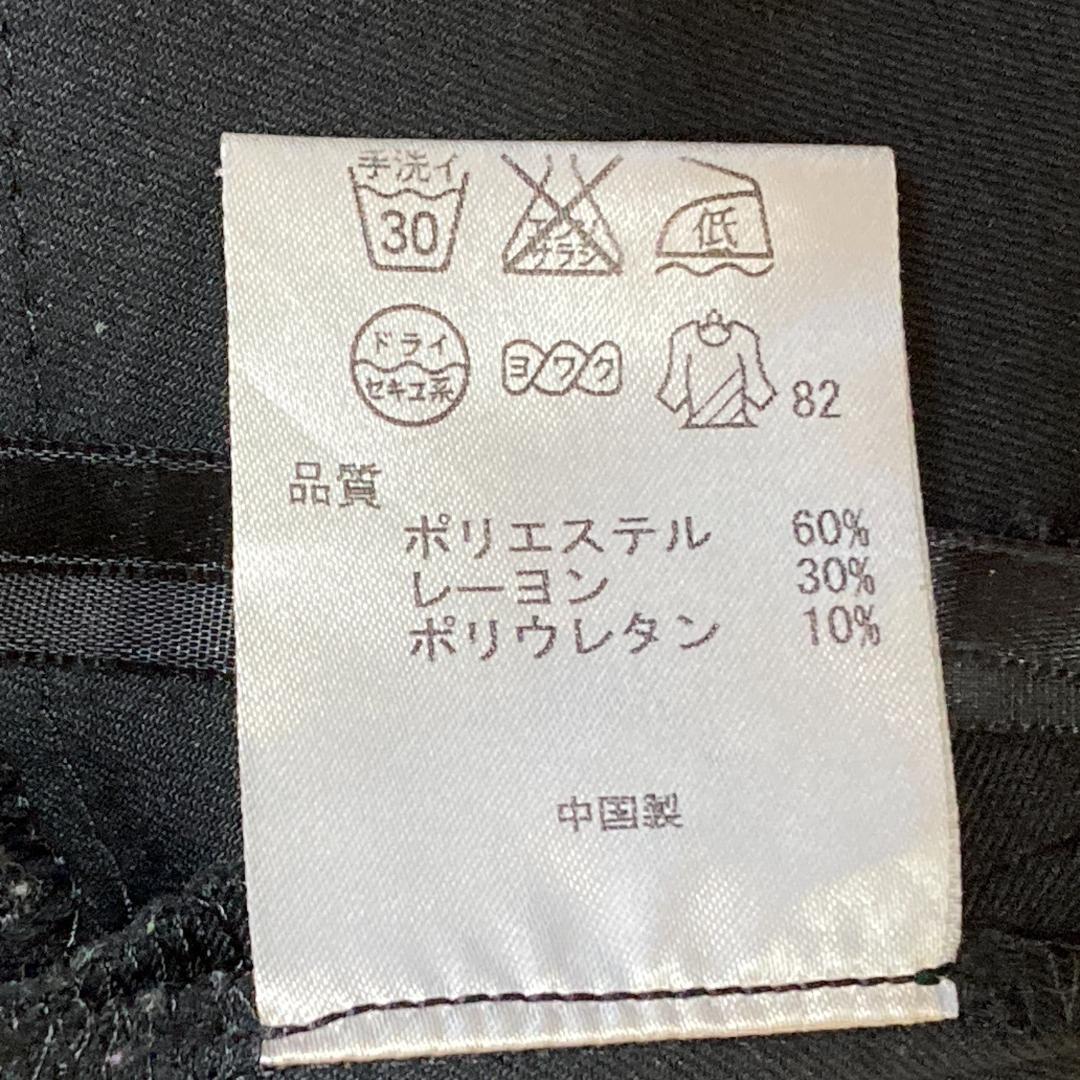 手洗イ
30
エンソ
サラシ
低
ドライ
セキユ系
ヨワク
82
品質
ポリエステル 60%
レーヨン 30%
ポリウレタン 10%
中国製